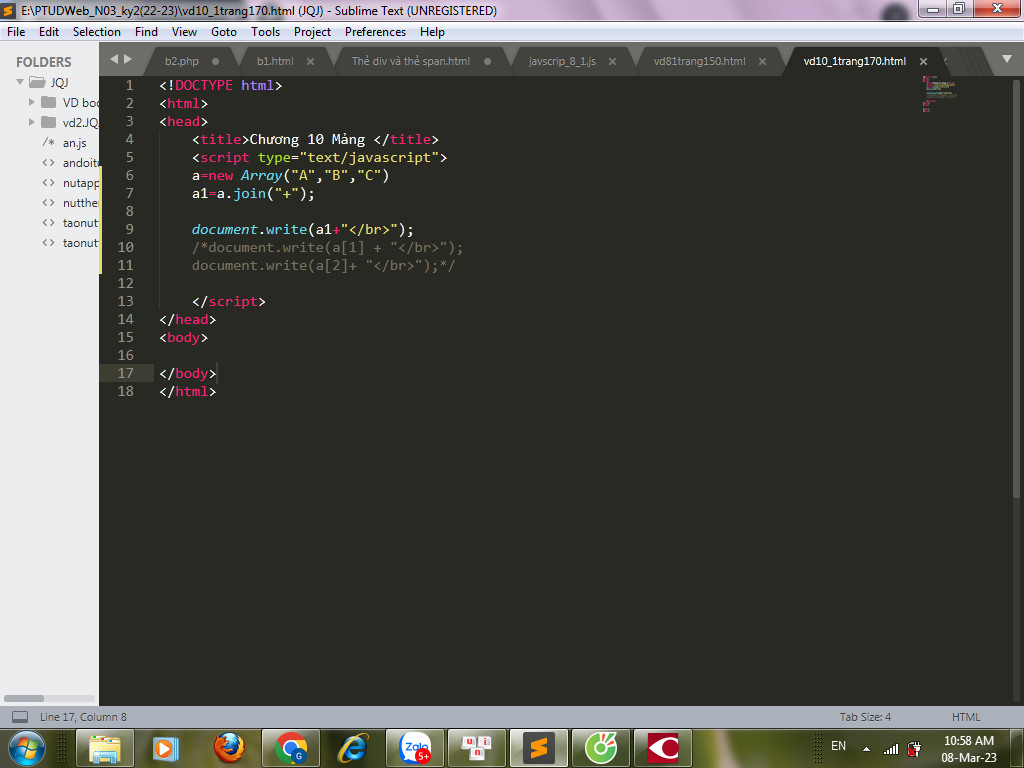 E:\PTUDWeb_N03_ky2(22-23)\vd10_1trang170.html (JQJ) - Sublime Text (UNREGISTERED)
File Edit Selection Find View Goto Tools Project Preferences Help
FOLDERS
JQJ
VD boo
vd2.JQ
/* an.js
<> andoitu
<> nutapp
<> nutthe
<> taonut
<> taonut
b2.php b1.html Thẻ div và thẻ span.html javscrip_8_1.js vd81trang150.html vd10_1trang170.html
1 <!DOCTYPE html>
2 <html>
3 <head>
4 <title>Chương 10 Mảng </title>
5 <script type="text/javascript">
6 a=new Array("A","B","C")
7 a1=a.join("+");
8
9 document.write(a1+"</br>");
10 /*document.write(a[1] + "</br>");
11 document.write(a[2]+ "</br>");*/
12
13 </script>
14 </head>
15 <body>
16
17 </body>
18 </html>
Line 17, Column 8 Tab Size: 4 HTML
Zalo 5+
u i n
G
EN
10:58 AM
08-Mar-23